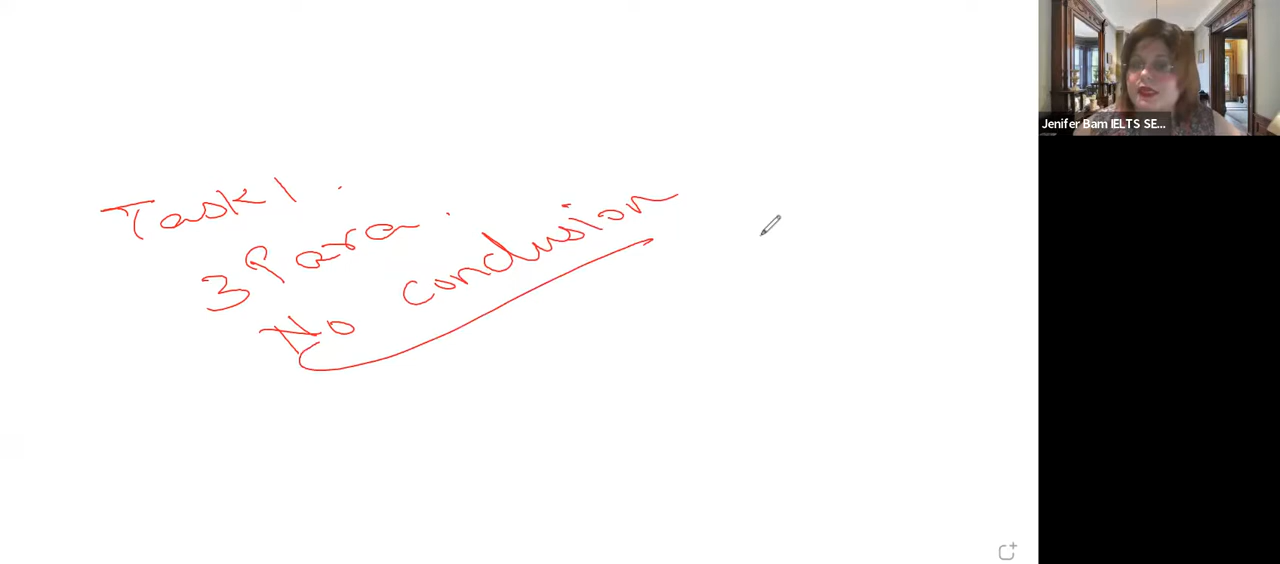 Task 1.
3 Para.
No conclusion
Jenifer Bam IELTS SE...